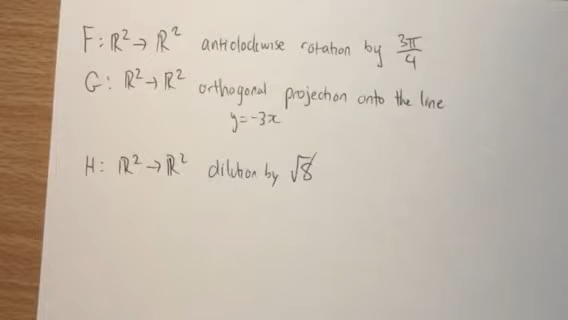 F: ℝ² → ℝ² anticlockwise rotation by 3π/4
G: ℝ² → ℝ² orthogonal projection onto the line
y=-3x
H: ℝ² → ℝ² dilution by √8